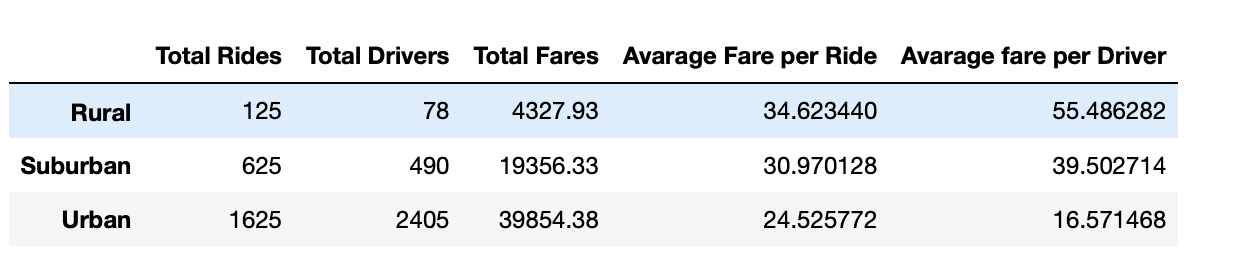 Total Rides Total Drivers Total Fares Avarage Fare per Ride Avarage fare per Driver
Rural 125 78 4327.93 34.623440 55.486282
Suburban 625 490 19356.33 30.970128 39.502714
Urban 1625 2405 39854.38 24.525772 16.571468